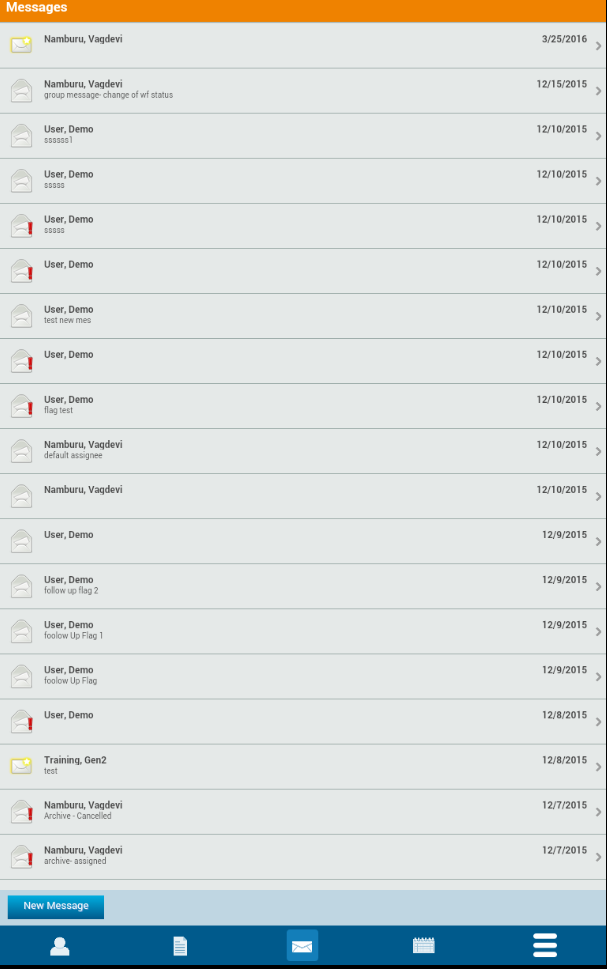 Messages
Namburu, Vagdevi 3/25/2016
Namburu, Vagdevi 12/15/2015
group message- change of wf status
User, Demo 12/10/2015
ssssss1
User, Demo 12/10/2015
sssss
User, Demo 12/10/2015
sssss
User, Demo 12/10/2015
User, Demo 12/10/2015
test new mes
User, Demo 12/10/2015
User, Demo 12/10/2015
flag test
Namburu, Vagdevi 12/10/2015
default assignee
Namburu, Vagdevi 12/10/2015
User, Demo 12/9/2015
User, Demo 12/9/2015
follow up flag 2
User, Demo 12/9/2015
foolow Up Flag 1
User, Demo 12/9/2015
foolow Up Flag
User, Demo 12/8/2015
Training, Gen2 12/8/2015
test
Namburu, Vagdevi 12/7/2015
Archive - Cancelled
Namburu, Vagdevi 12/7/2015
archive- assigned
New Message